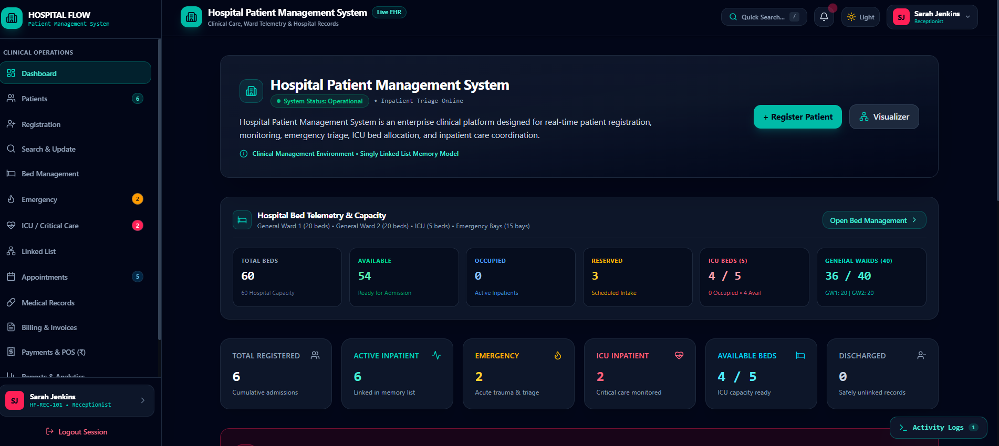 HOSPITAL FLOW
Patient Management System
CLINICAL OPERATIONS
Dashboard
Patients 6
Registration
Search & Update
Bed Management
Emergency 2
ICU / Critical Care 2
Linked List
Appointments 5
Medical Records
Billing & Invoices
Payments & POS (₹)
Reports & Analytics
SJ
Sarah Jenkins
HF-REC-101 • Receptionist
Logout Session
Hospital Patient Management System Live EHR
Clinical Care, Ward Telemetry & Hospital Records
Quick Search... /
Light
SJ
Sarah Jenkins
Receptionist
Hospital Patient Management System
System Status: Operational • Inpatient Triage Online
Hospital Patient Management System is an enterprise clinical platform designed for real-time patient registration,
monitoring, emergency triage, ICU bed allocation, and inpatient care coordination.
Clinical Management Environment • Singly Linked List Memory Model
+ Register Patient
Visualizer
Hospital Bed Telemetry & Capacity
General Ward 1 (20 beds) • General Ward 2 (20 beds) • ICU (5 beds) • Emergency Bays (15 bays)
Open Bed Management
TOTAL BEDS
60
60 Hospital Capacity
AVAILABLE
54
Ready for Admission
OCCUPIED
0
Active Inpatients
RESERVED
3
Scheduled Intake
ICU BEDS (5)
4 / 5
0 Occupied • 4 Avail
GENERAL WARDS (40)
36 / 40
GW1: 20 | GW2: 20
TOTAL REGISTERED
6
Cumulative admissions
ACTIVE INPATIENT
6
Linked in memory list
EMERGENCY
2
Acute trauma & triage
ICU INPATIENT
2
Critical care monitored
AVAILABLE BEDS
4 / 5
ICU capacity ready
DISCHARGED
0
Safely unlinked records
Activity Logs 1